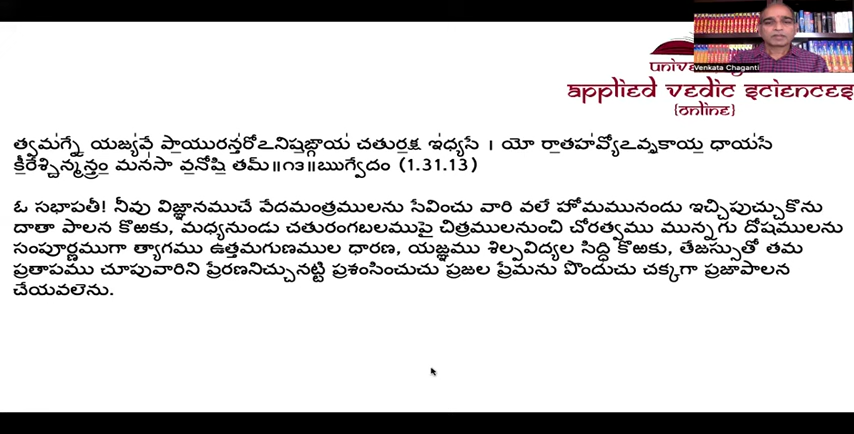 Venkata Chaganti
applied vedic sciences
{online}
త్వమ॑గ్నే॒ యజ్య॑వే పా॒యురన్త॑రోఽనిష॒ఙ్గాయ॑ చతుర॒క్ష ఇ॑ధ్యసే । యో రా॒తహ॑వ్యోఽవృకాయ॒ ధాయ॑సే
కీ॒రేశ్చి॒న్మన్త్రం॒ మన॑సా వ॒నోషి॒ తమ్॥౧౩॥ఋగ్వేదం (1.31.13)
ఓ సభాపతీ! నీవు విజ్ఞానముచే వేదమంత్రములను సేవించు వారి వలే హోమమునందు ఇచ్చిపుచ్చుకొను
దాతా పాలన కొఱకు, మధ్యనుండు చతురంగబలముపై చిత్రములనుంచి చోరత్వము మున్నగు దోషములను
సంపూర్ణముగా త్యాగము ఉత్తమగుణముల ధారణ, యజ్ఞము శిల్పవిద్యల సిద్ధి కొఱకు, తేజస్సుతో తమ
ప్రతాపము చూపువారిని ప్రేరణనిచ్చునట్టి ప్రశంసించుచు ప్రజల ప్రేమను పొందుచు చక్కగా ప్రజాపాలన
చేయవలెను.